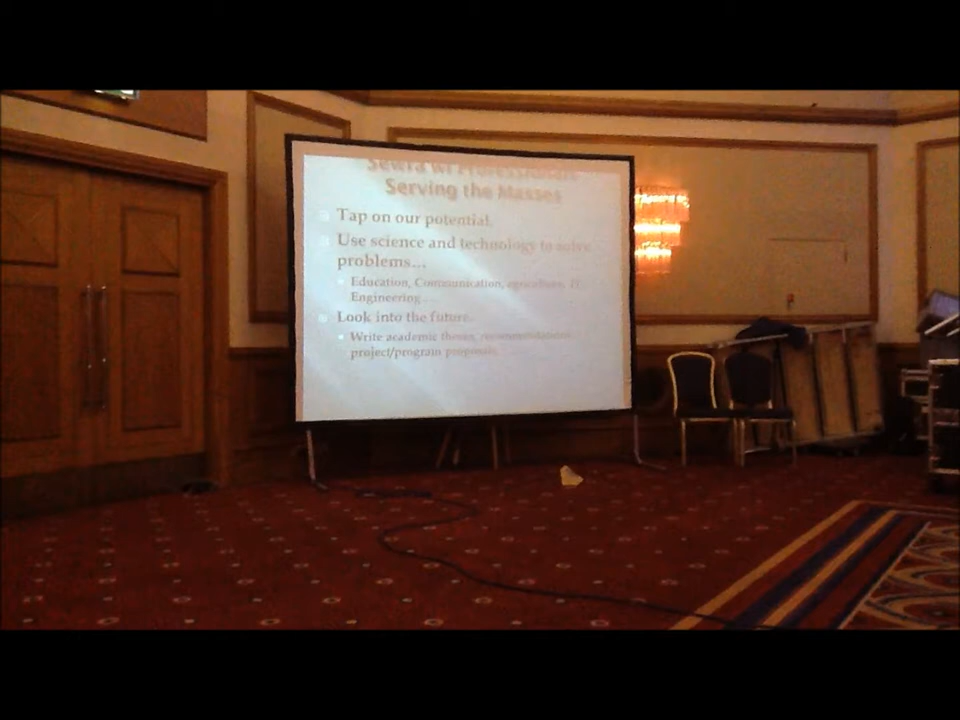 Professionals
Serving the Masses
Tap on our potential.
Use science and technology to solve
problems...
Education, Communication, agriculture, IT,
Engineering...
Look into the future.
Write academic theses, recommendations,
project/program proposals.